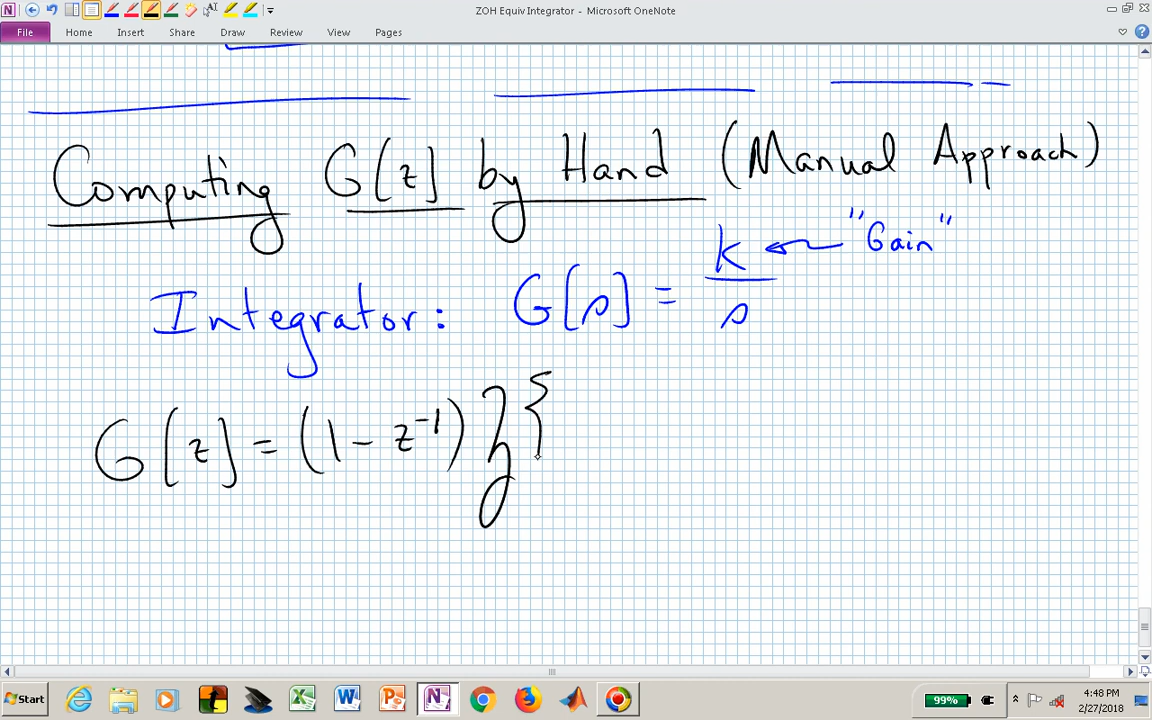 ZOH Equiv Integrator - Microsoft OneNote
File Home Insert Share Draw Review View Pages
Computing G[z] by Hand (Manual Approach)
Integrator: G[s] = k/s ← "Gain"
G[z] = (1 - z⁻¹) Z{
Start 99% 4:48 PM
2/27/2018